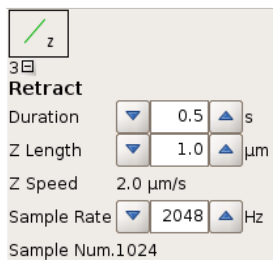 z
3
Retract
Duration 0.5 s
Z Length 1.0 µm
Z Speed 2.0 µm/s
Sample Rate 2048 Hz
Sample Num.1024